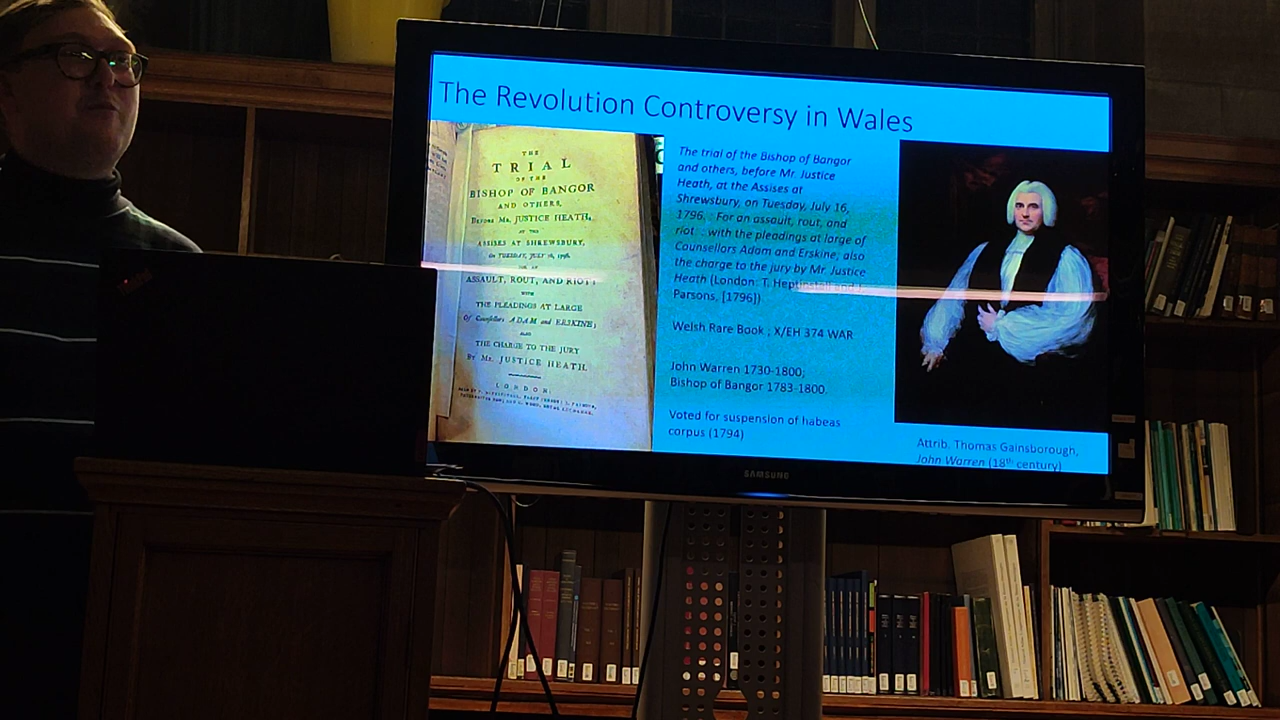 The Revolution Controversy in Wales
THE
TRIAL
OF THE
BISHOP OF BANGOR
AND OTHERS,
BEFORE MR. JUSTICE HEATH,
AT THE
ASSIZES AT SHREWSBURY,
ON TUESDAY, JULY
ASSAULT, ROUT, AND RIOT:
WITH
THE PLEADINGS AT LARGE
Of Counsellors ADAM and ERSKINE;
ALSO
THE CHARGE TO THE JURY
BY MR. JUSTICE HEATH.
LONDON:
The trial of the Bishop of Bangor
and others, before Mr. Justice
Heath, at the Assizes at
Shrewsbury, on Tuesday, July 16,
1796. For an assault, rout, and
riot : with the pleadings at large of
Counsellors Adam and Erskine, also
the charge to the jury by Mr Justice
Heath (London: T. Heptinstall and J.
Parsons, [1796])
Welsh Rare Book ; X/EH 374 WAR
John Warren 1730-1800;
Bishop of Bangor 1783-1800.
Voted for suspension of habeas
corpus (1794)
Attrib. Thomas Gainsborough,
John Warren (18th century)
SAMSUNG